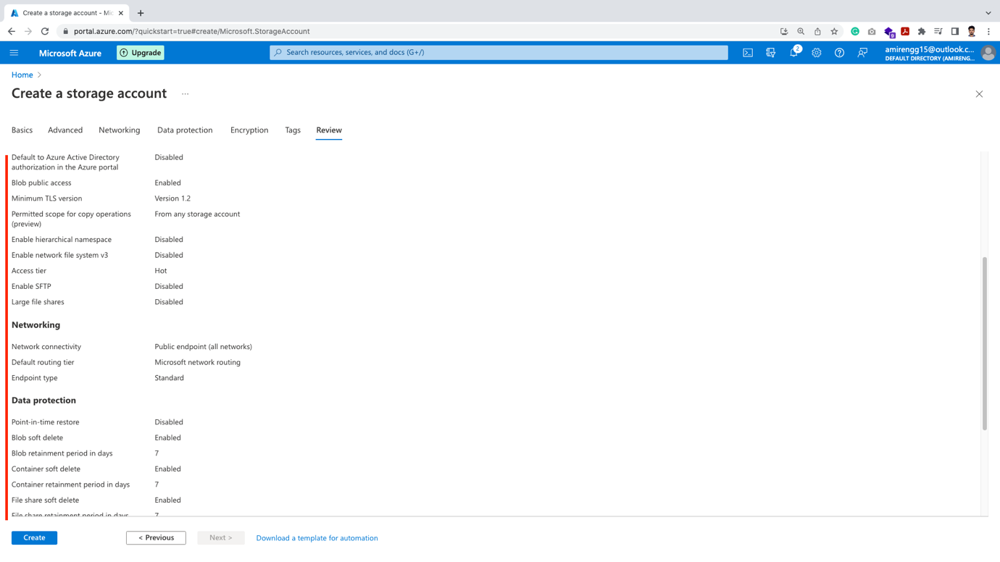 Create a storage account - Mic
portal.azure.com/?quickstart=true#create/Microsoft.StorageAccount
9
Microsoft Azure
Upgrade
Search resources, services, and docs (G+/)
2
amirengg15@outlook.c...
DEFAULT DIRECTORY (AMIRENG...
Home
Create a storage account
...
Basics Advanced Networking Data protection Encryption Tags Review
Default to Azure Active Directory Disabled
authorization in the Azure portal
Blob public access Enabled
Minimum TLS version Version 1.2
Permitted scope for copy operations From any storage account
(preview)
Enable hierarchical namespace Disabled
Enable network file system v3 Disabled
Access tier Hot
Enable SFTP Disabled
Large file shares Disabled
Networking
Network connectivity Public endpoint (all networks)
Default routing tier Microsoft network routing
Endpoint type Standard
Data protection
Point-in-time restore Disabled
Blob soft delete Enabled
Blob retainment period in days 7
Container soft delete Enabled
Container retainment period in days 7
File share soft delete Enabled
File share retainment period in days 7
Create < Previous Next > Download a template for automation